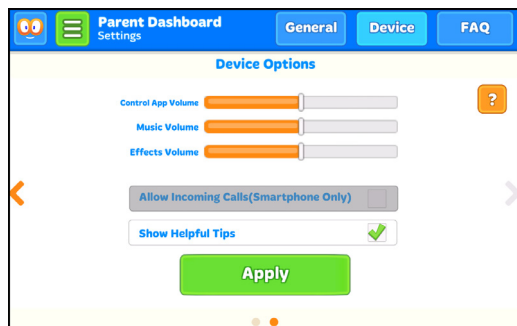 Parent Dashboard
Settings
General
Device
FAQ
Device Options
Control App Volume
?
Music Volume
Effects Volume
Allow Incoming Calls(Smartphone Only)
Show Helpful Tips
Apply